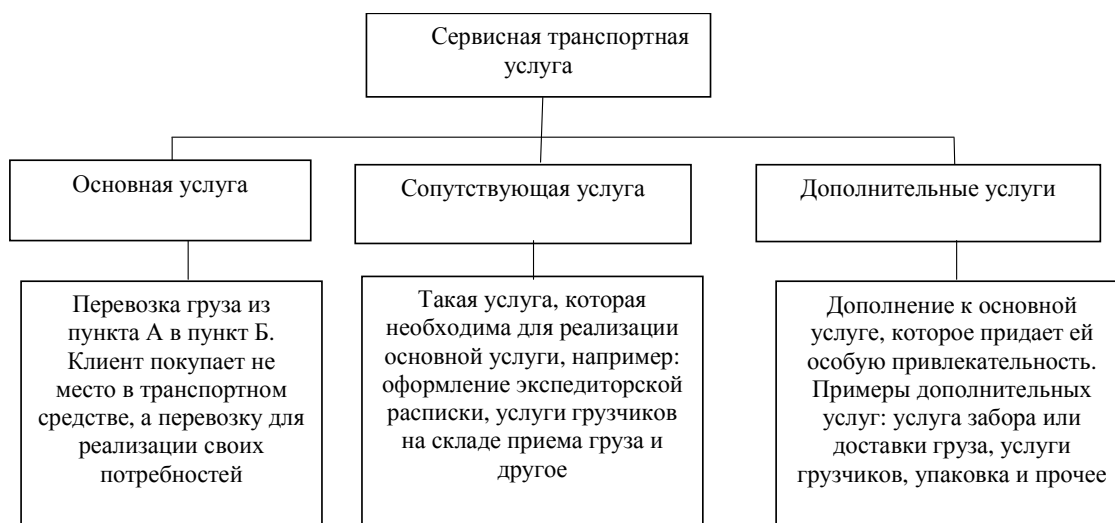 Сервисная транспортная
услуга
Основная услуга
Сопутствующая услуга
Дополнительные услуги
Перевозка груза из
пункта А в пункт Б.
Клиент покупает не
место в транспортном
средстве, а перевозку для
реализации своих
потребностей
Такая услуга, которая
необходима для реализации
основной услуги, например:
оформление экспедиторской
расписки, услуги грузчиков
на складе приема груза и
другое
Дополнение к основной
услуге, которое придает ей
особую привлекательность.
Примеры дополнительных
услуг: услуга забора или
доставки груза, услуги
грузчиков, упаковка и прочее